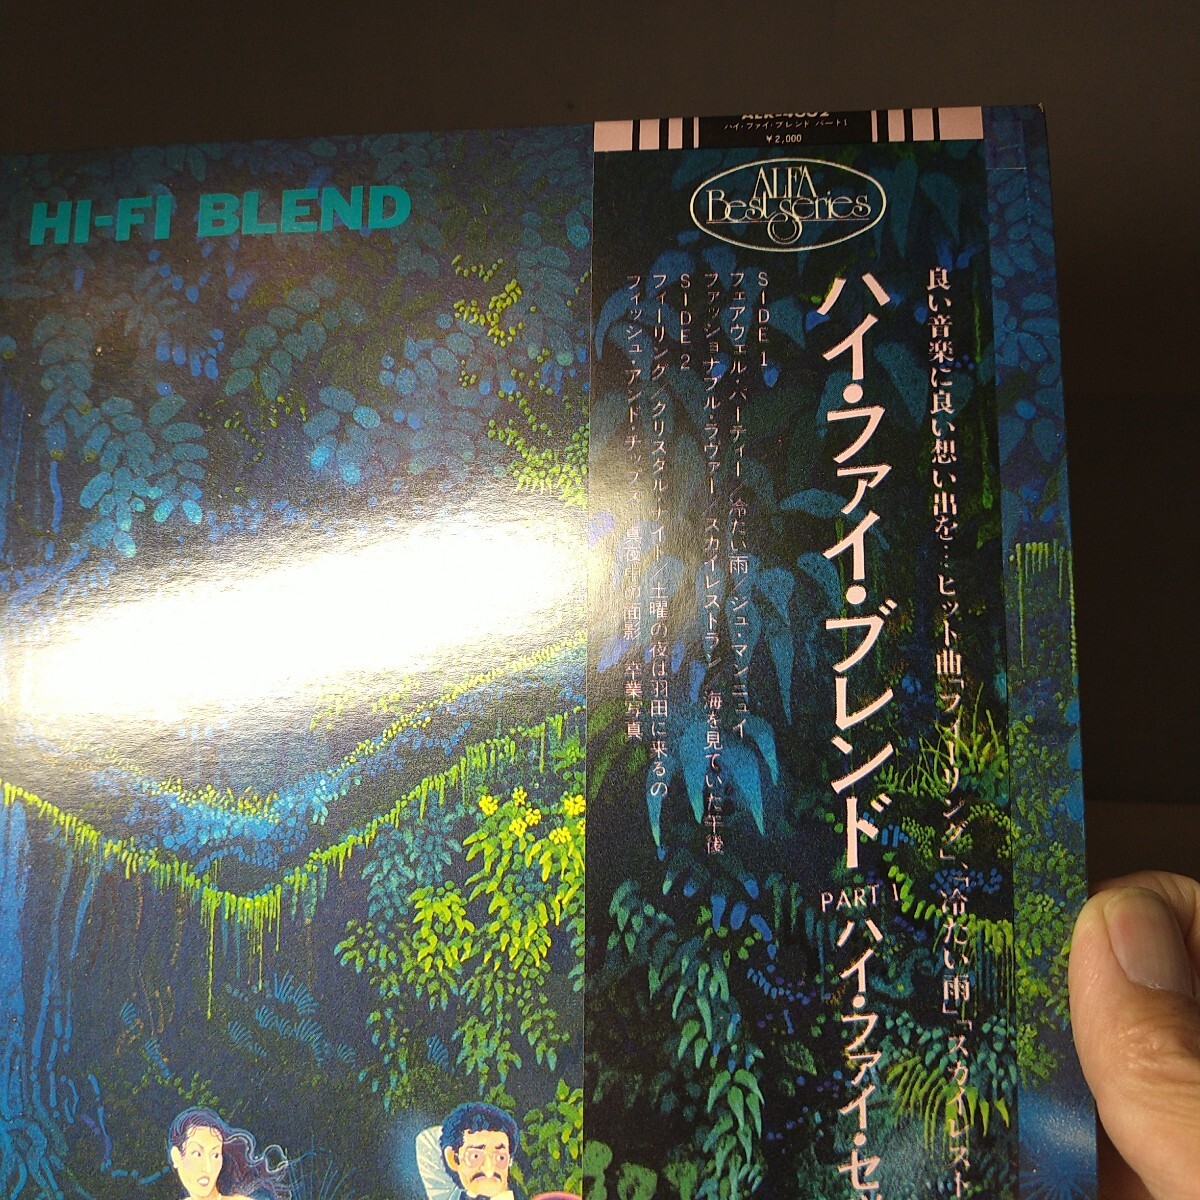 HI-FI BLEND
ハイ・ファイ・ブレンド パート1
¥2,000
ALFA
Best Series
良い音楽に良い想い出を…ヒット曲「フィーリング」、「冷たい雨」「スカイレスト
ハイ・ファイ・ブレンド PART 1 ハイ・ファイ・セ
SIDE 1
フェアウェル・パーティー／冷たい雨／シュ・マンニュイ
ファッショナブル・ラヴァー／スカイレストラン 海を見ていた午後
SIDE 2
フィーリング／クリスタル・ナイト／土曜の夜は羽田に来るの
フィッシュ・アンド・チップス 真夜中の面影 卒業写真